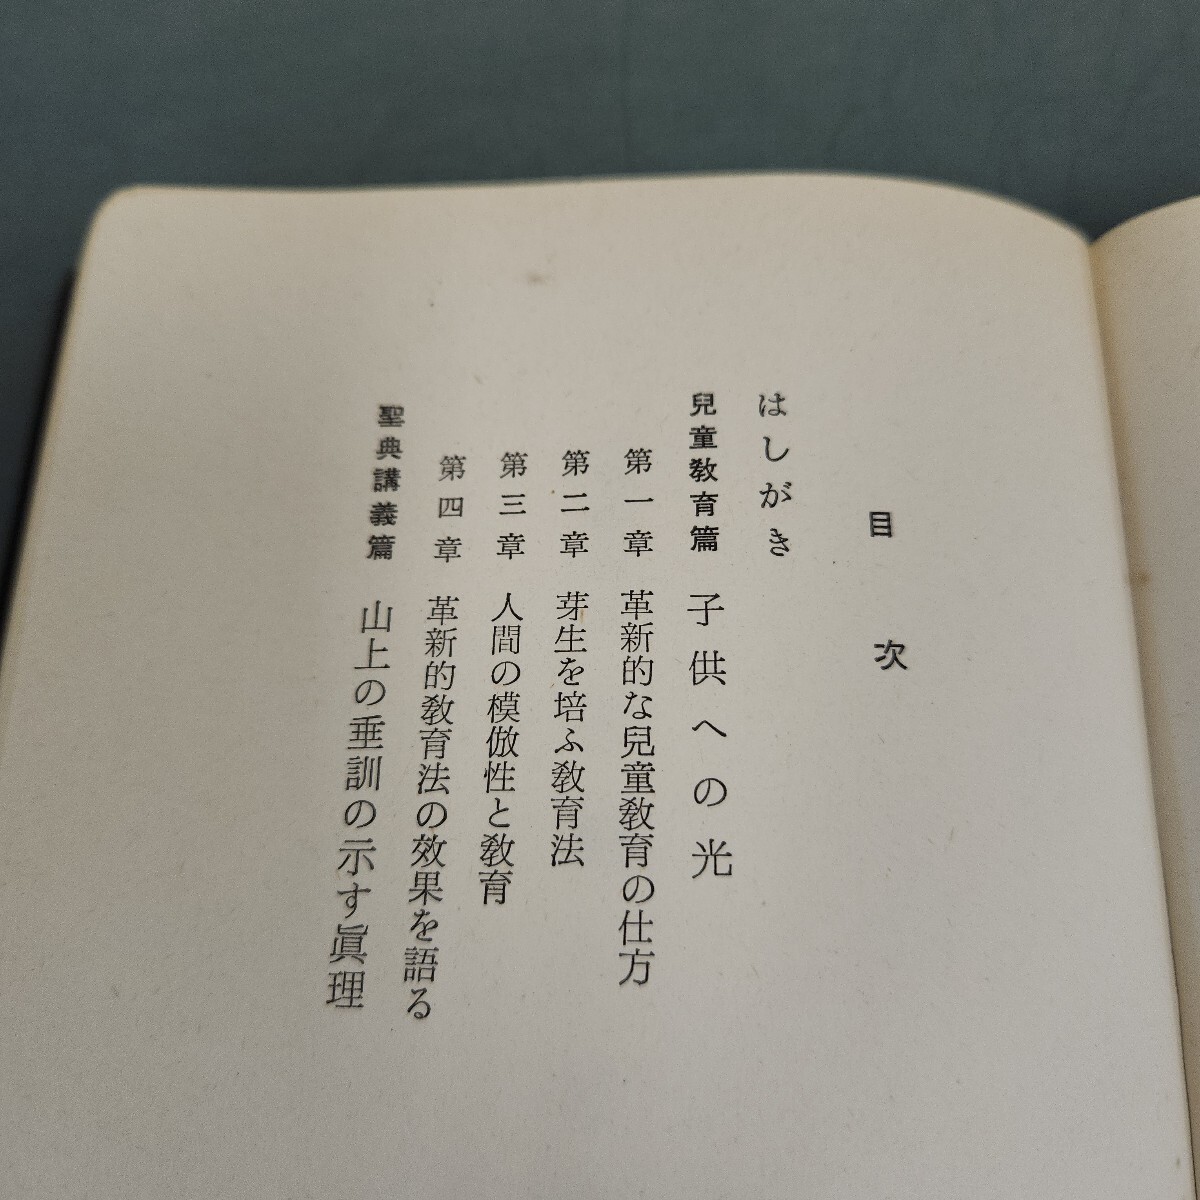 目次
はしがき
兒童教育篇 子供への光
第一章 革新的な兒童教育の仕方
第二章 芽生を培ふ教育法
第三章 人間の模倣性と教育
第四章 革新的教育法の效果を語る
聖典講義篇 山上の垂訓の示す眞理